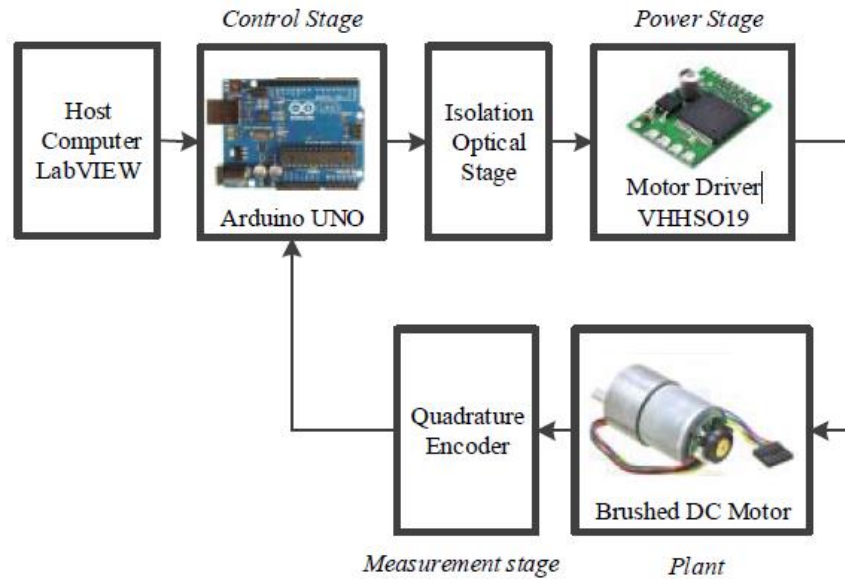 Control Stage
Power Stage
Host
Computer
LabVIEW
Arduino UNO
Isolation
Optical
Stage
Motor Driver
VHHSO19
Quadrature
Encoder
Brushed DC Motor
Measurement stage
Plant